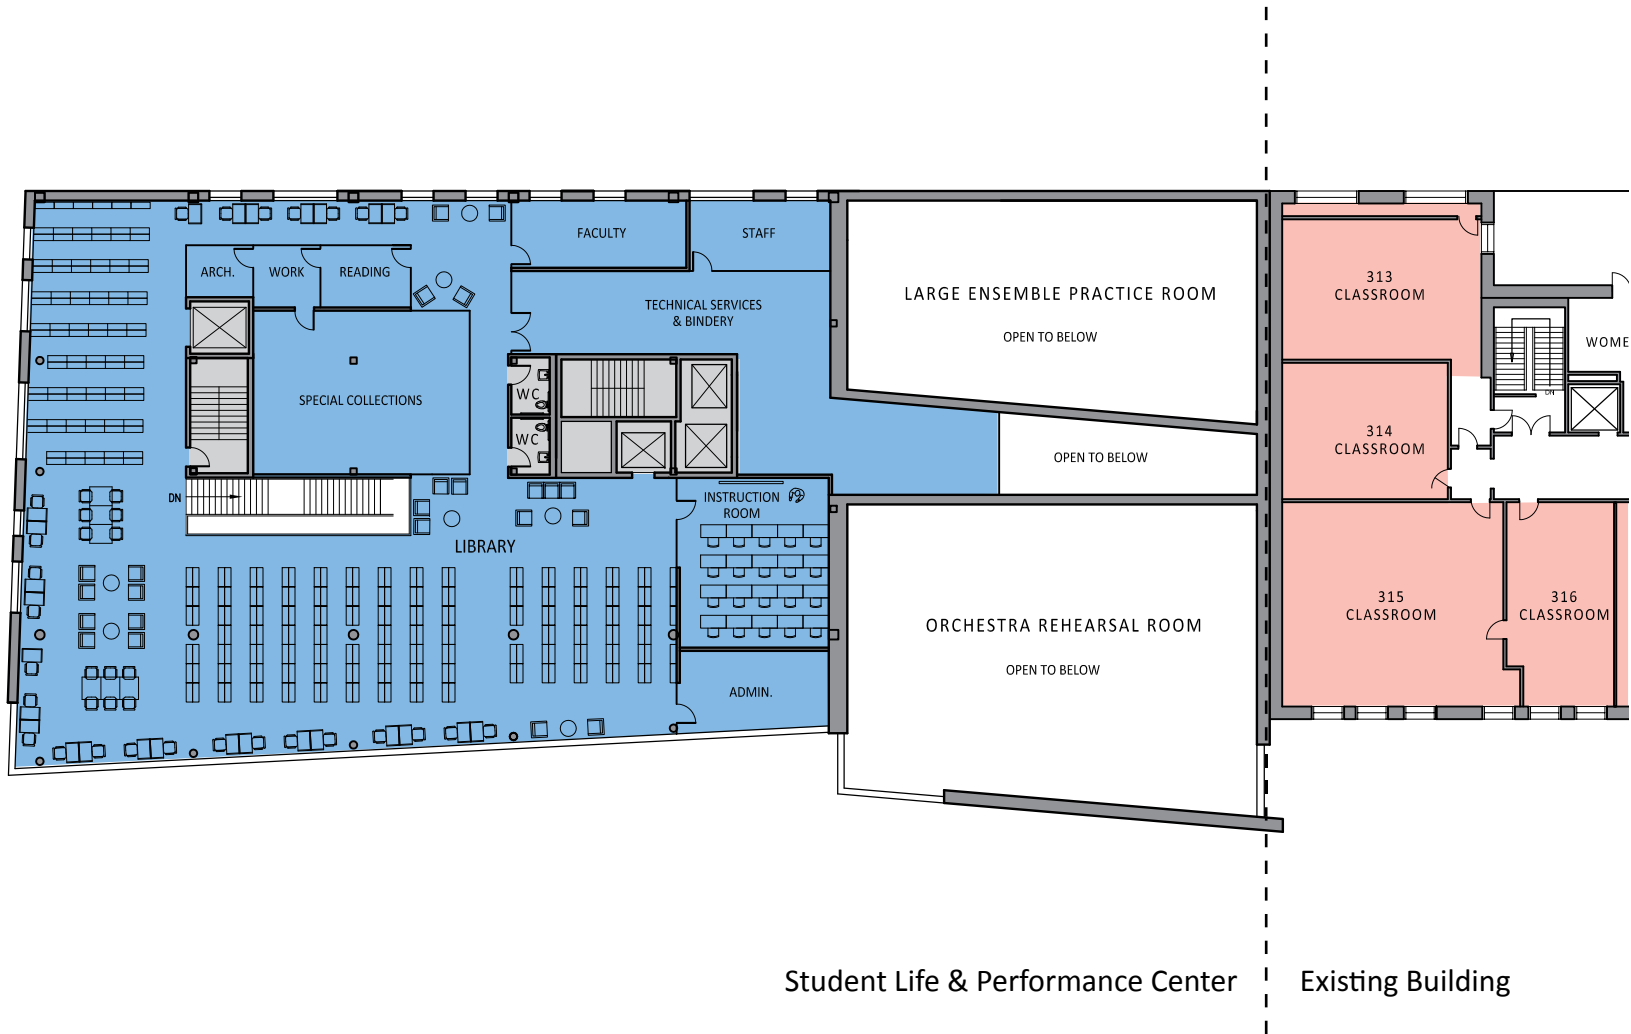 FACULTY
STAFF
ARCH.
WORK
READING
TECHNICAL SERVICES
& BINDERY
LARGE ENSEMBLE PRACTICE ROOM
OPEN TO BELOW
313
CLASSROOM
WOME
WC
SPECIAL COLLECTIONS
DN
WC
314
CLASSROOM
OPEN TO BELOW
DN
INSTRUCTION
ROOM
LIBRARY
315
CLASSROOM
316
CLASSROOM
ORCHESTRA REHEARSAL ROOM
OPEN TO BELOW
ADMIN.
Student Life & Performance Center
Existing Building